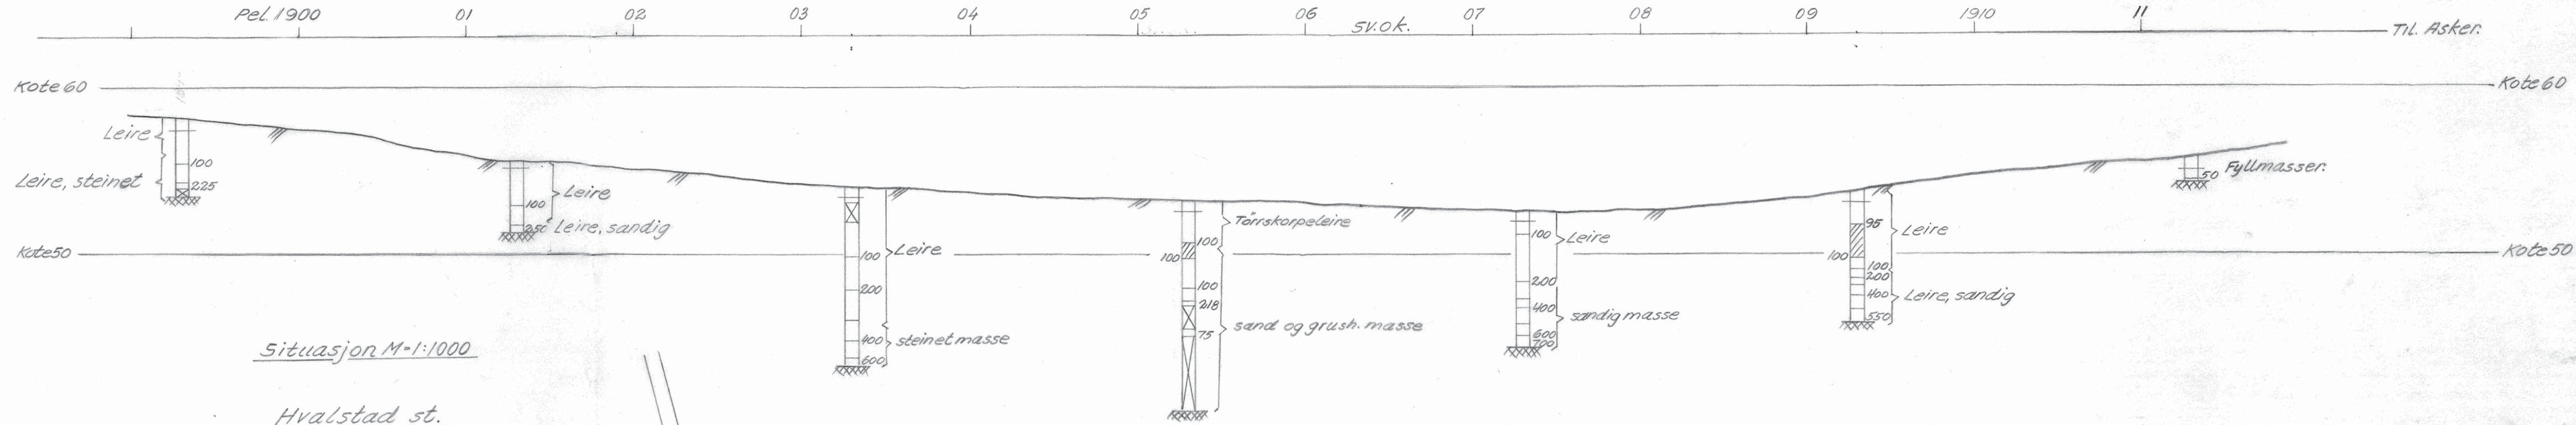 Pel. 1900 01 02 03 04 05 06 07 08 09 1910 11
SV.OK.
Til. Asker.
Kote 60
Kote 60
Leire
100
Leire, steinet
225
Leire
100
250
Leire, sandig
Leire
100
200
400
steinet masse
600
Tørrskorpeleire
100
100
100
218
sand og grush. masse
75
100
Leire
200
400
sandig masse
600
700
95
Leire
100
100
200
400
Leire, sandig
550
50
Fyllmasser.
Kote 50
Kote 50
Situasjon M=1:1000
Hvalstad st.